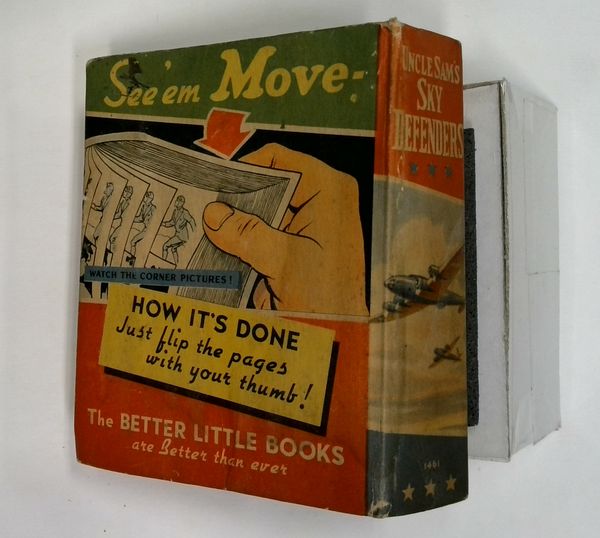 See 'em Move-
WATCH THE CORNER PICTURES!
HOW IT'S DONE
Just flip the pages
with your thumb!
The BETTER LITTLE BOOKS
are Better than ever
UNCLE SAM'S
SKY
DEFENDERS
1461